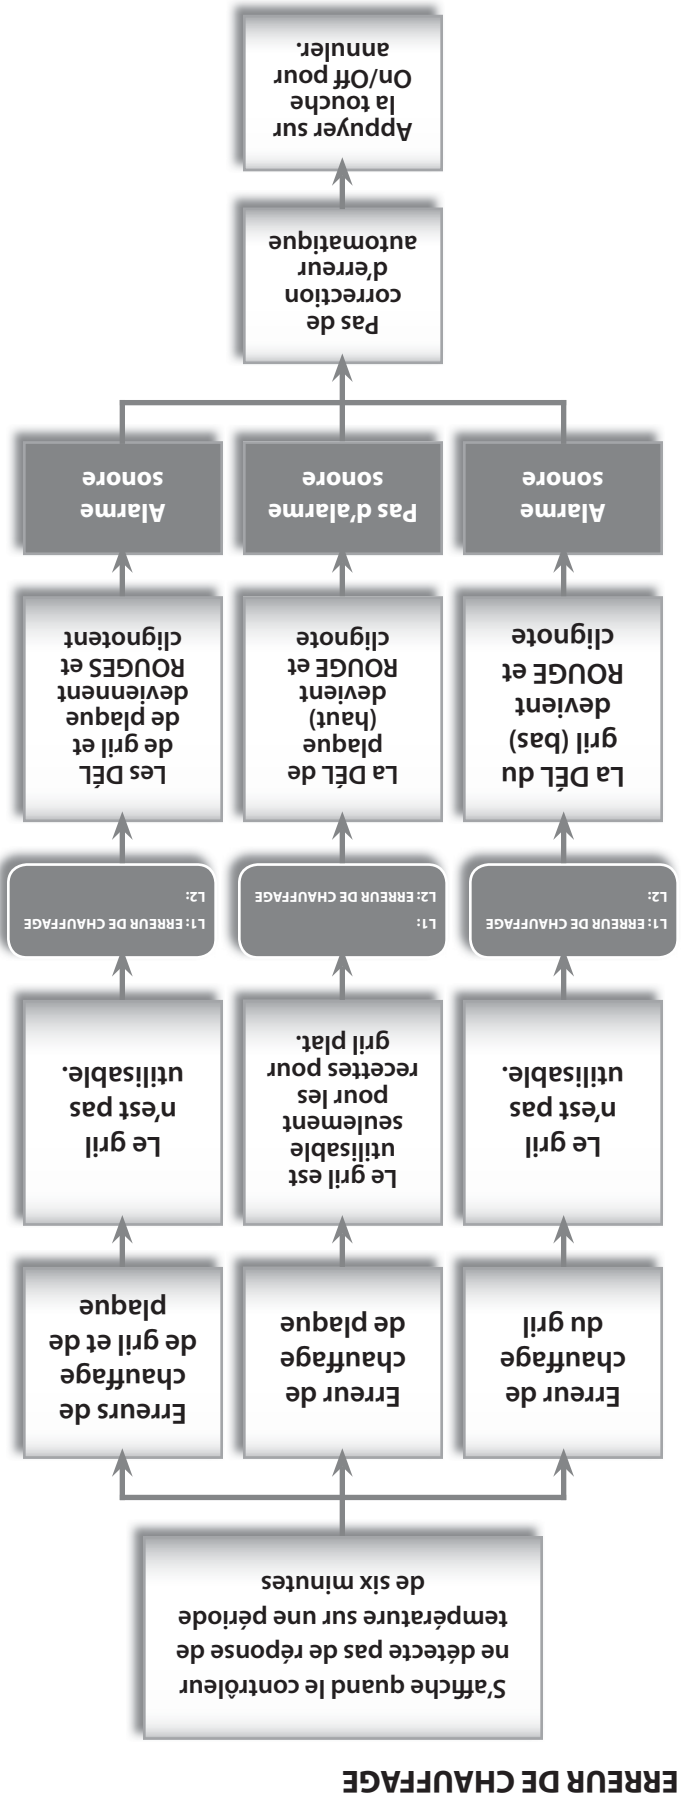 ERREUR DE CHAUFFAGE
S'affiche quand le contrôleur
ne détecte pas de réponse de
température sur une période
de six minutes
Erreur de
chauffage
du gril
Erreur de
chauffage
de plaque
Erreurs de
chauffage
de gril et de
plaque
Le gril
n'est pas
utilisable.
Le gril est
utilisable
seulement
pour les
recettes pour
gril plat.
Le gril
n'est pas
utilisable.
L1: ERREUR DE CHAUFFAGE
L2:
L1:
L2: ERREUR DE CHAUFFAGE
L1: ERREUR DE CHAUFFAGE
L2:
La DÉL du
gril (bas)
devient
ROUGE et
clignote
La DÉL de
plaque
(haut)
devient
ROUGE et
clignote
Les DÉL
de gril et
de plaque
deviennent
ROUGES et
clignotent
Alarme
sonore
Pas d'alarme
sonore
Alarme
sonore
Pas de
correction
d'erreur
automatique
Appuyer sur
la touche
On/Off pour
annuler.